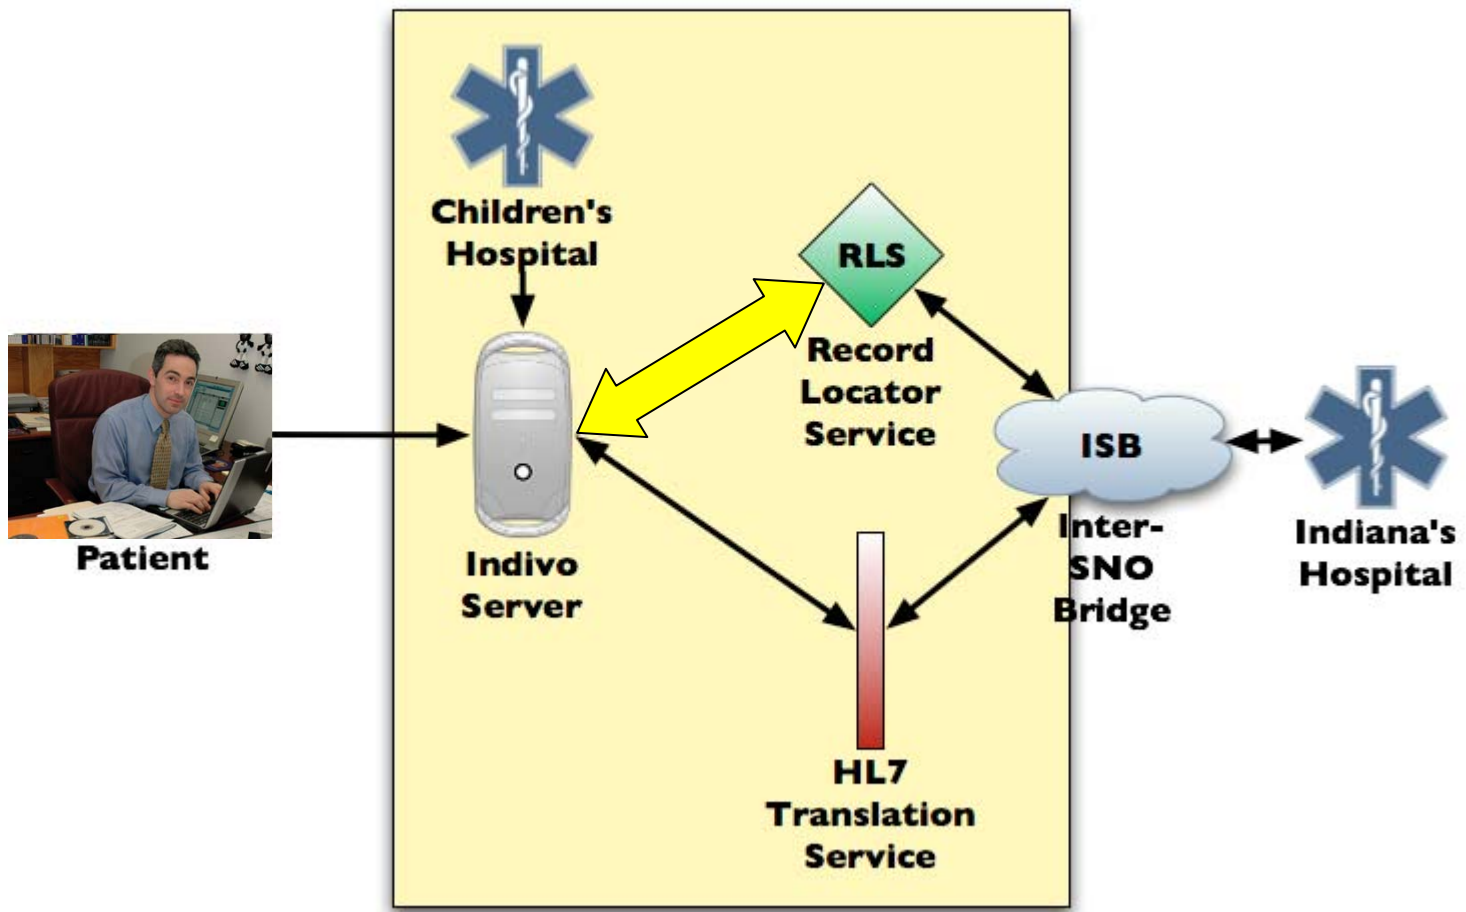 Children's
Hospital
RLS
Record
Locator
Service
ISB
Inter-
SNO
Bridge
Indiana's
Hospital
Patient
Indivo
Server
HL7
Translation
Service